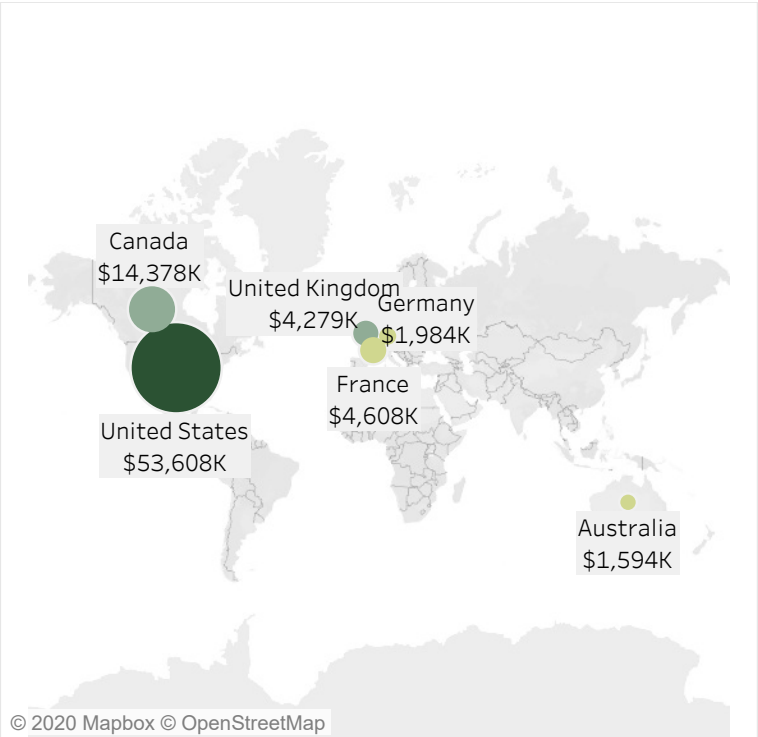 Canada
$14,378K
United Kingdom
$4,279K
Germany
$1,984K
France
$4,608K
United States
$53,608K
Australia
$1,594K
© 2020 Mapbox © OpenStreetMap